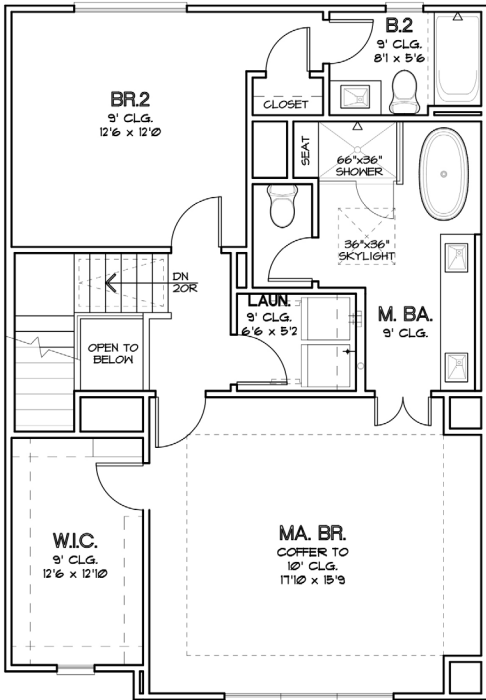 B.2
9' CLG.
8'1 x 5'6
BR.2
9' CLG.
12'6 x 12'0
CLOSET
SEAT
66"x36"
SHOWER
36"x36"
SKYLIGHT
DN
20R
LAUN.
9' CLG.
6'6 x 5'2
M. BA.
9' CLG.
OPEN TO
BELOW
W.I.C.
9' CLG.
12'6 x 12'10
MA. BR.
COFFER TO
10' CLG.
17'10 x 15'9